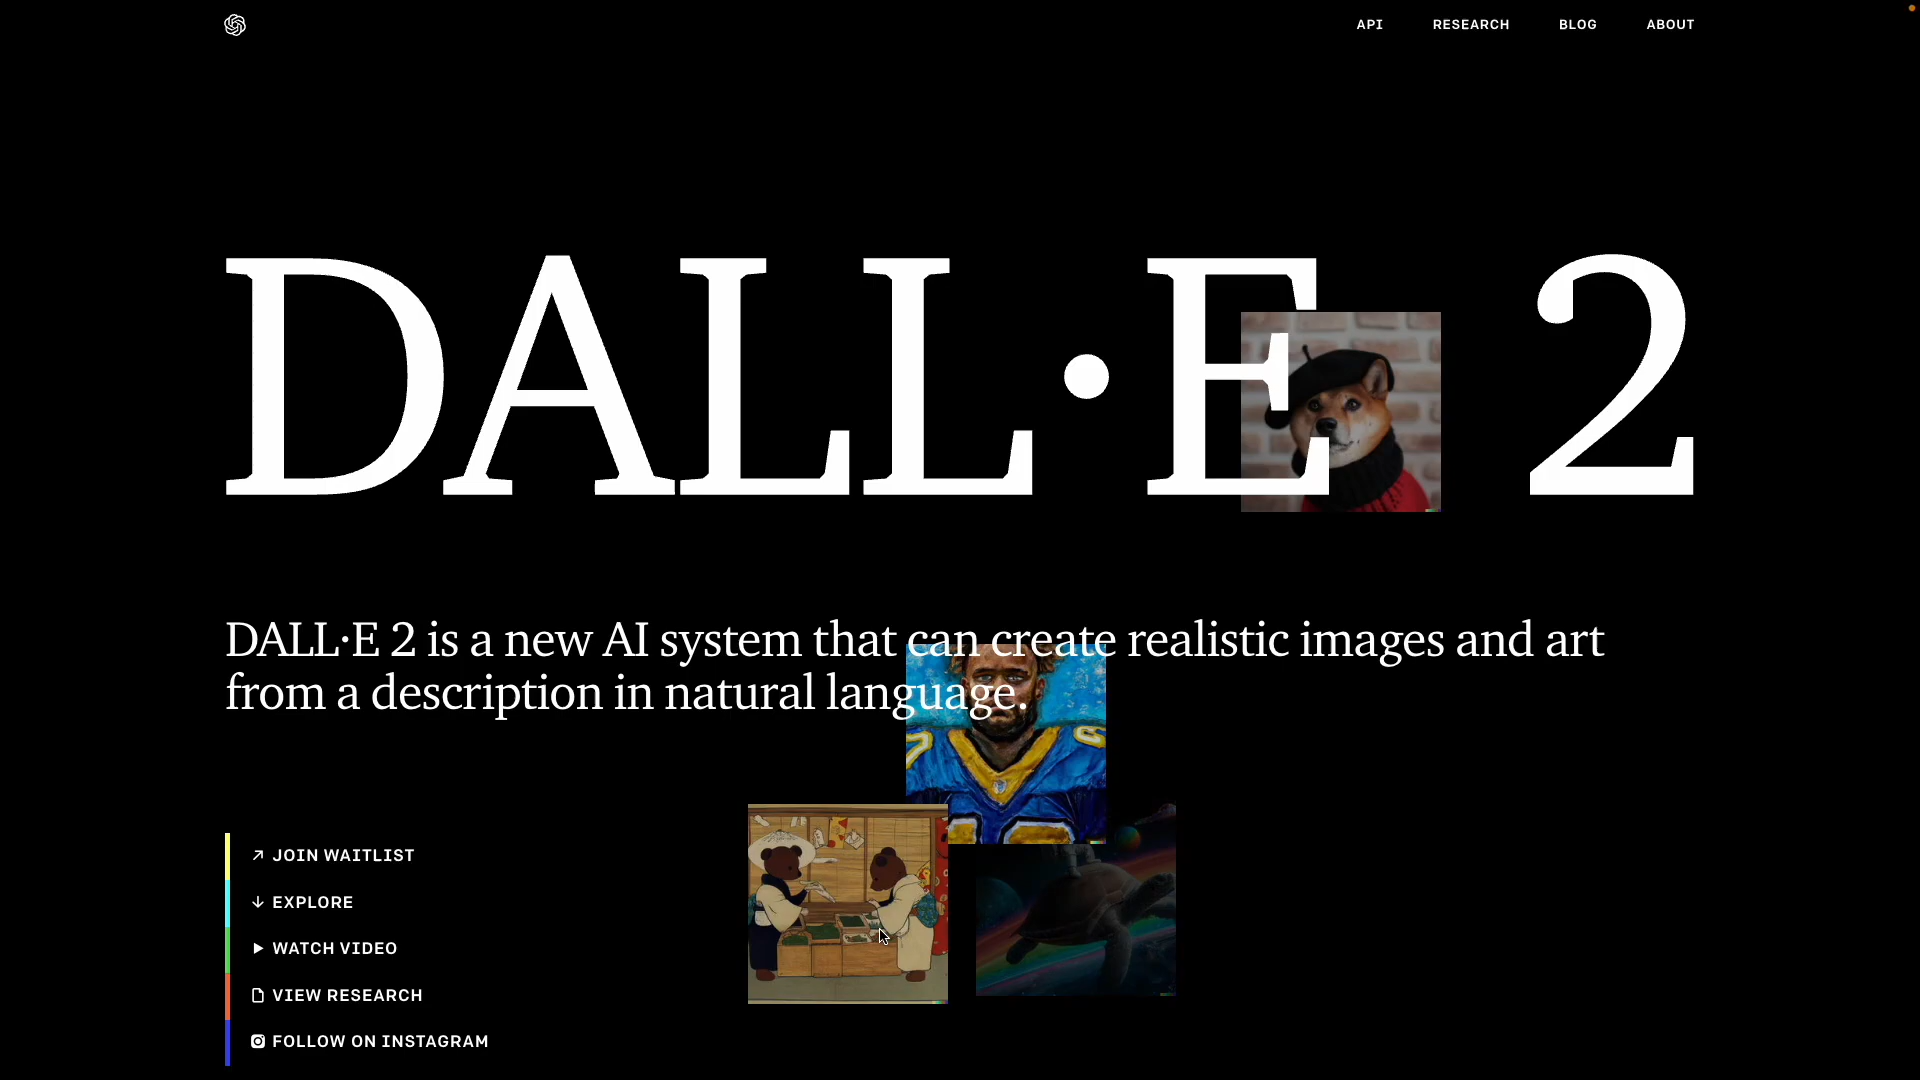 API
RESEARCH
BLOG
ABOUT
DALL·E 2
DALL·E 2 is a new AI system that can create realistic images and art
from a description in natural language.
JOIN WAITLIST
EXPLORE
WATCH VIDEO
VIEW RESEARCH
FOLLOW ON INSTAGRAM